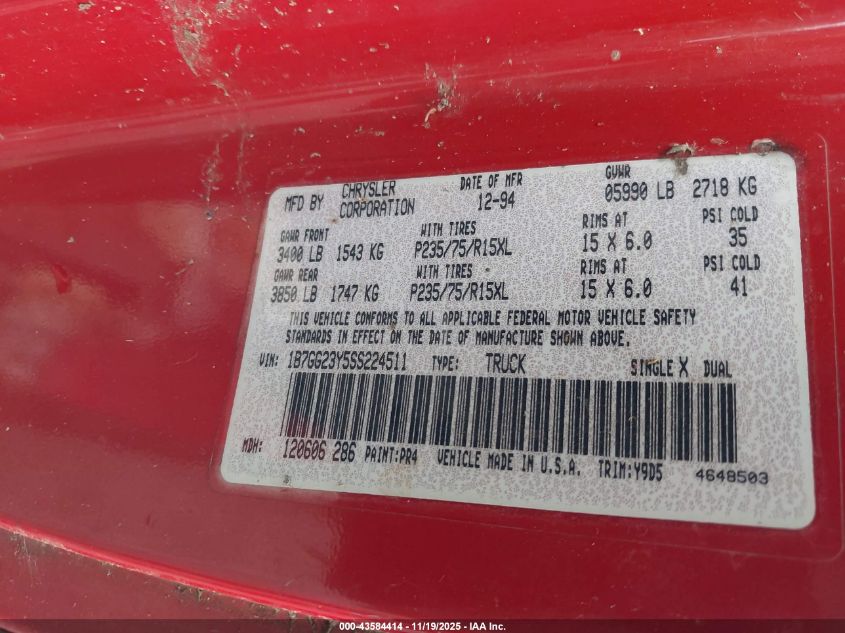 MFD BY CHRYSLER CORPORATION DATE OF MFR 12-94 GVWR 05990 LB 2718 KG
GAWR FRONT WITH TIRES RIMS AT PSI COLD
3400 LB 1543 KG P235/75/R15XL 15 X 6.0 35
GAWR REAR WITH TIRES RIMS AT PSI COLD
3850 LB 1747 KG P235/75/R15XL 15 X 6.0 41
THIS VEHICLE CONFORMS TO ALL APPLICABLE FEDERAL MOTOR VEHICLE SAFETY
STANDARDS IN EFFECT ON THE DATE OF MANUFACTURE SHOWN ABOVE.
VIN: 1B7GG23Y5SS224511 TYPE: TRUCK SINGLE X DUAL
MDH: 120606 286 PAINT:PR4 VEHICLE MADE IN U.S.A. TRIM:Y9D5 4648503
000-43584414 - 11/19/2025 - IAA Inc.